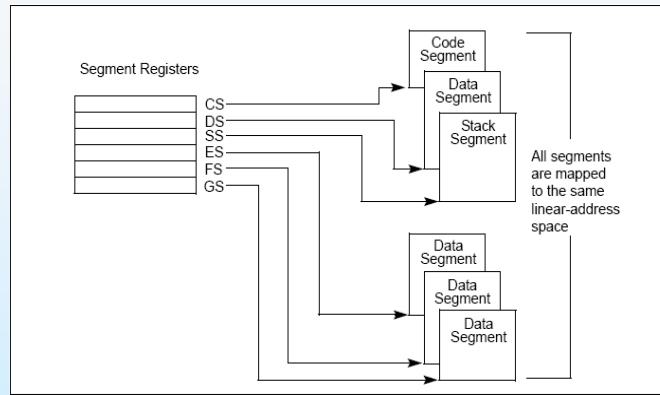 Segment Registers
CS
DS
SS
ES
FS
GS
Code
Segment
Data
Segment
Stack
Segment
Data
Segment
Data
Segment
Data
Segment
All segments
are mapped
to the same
linear-address
space